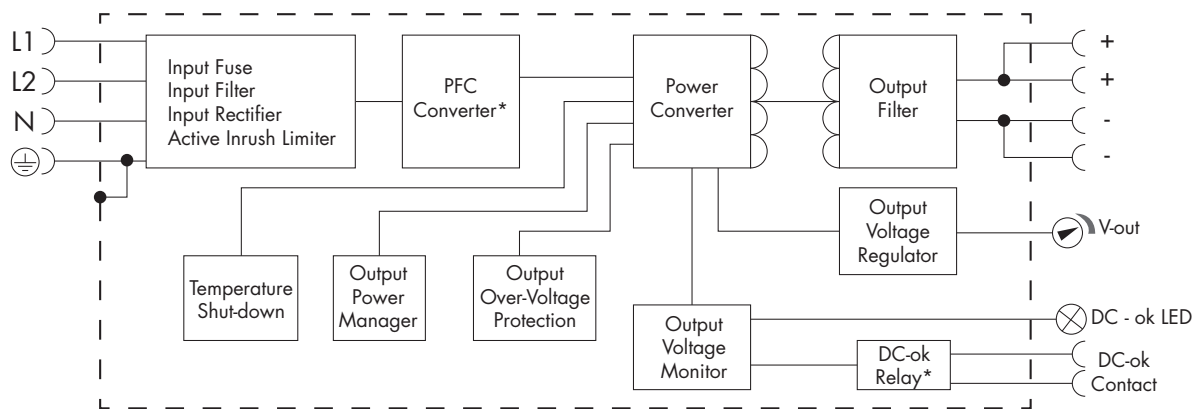 L1
L2
N
Input Fuse
Input Filter
Input Rectifier
Active Inrush Limiter
PFC
Converter*
Power
Converter
Output
Filter
+
+
-
-
Output
Voltage
Regulator
V-out
Temperature
Shut-down
Output
Power
Manager
Output
Over-Voltage
Protection
Output
Voltage
Monitor
DC - ok LED
DC-ok
Relay*
DC-ok
Contact